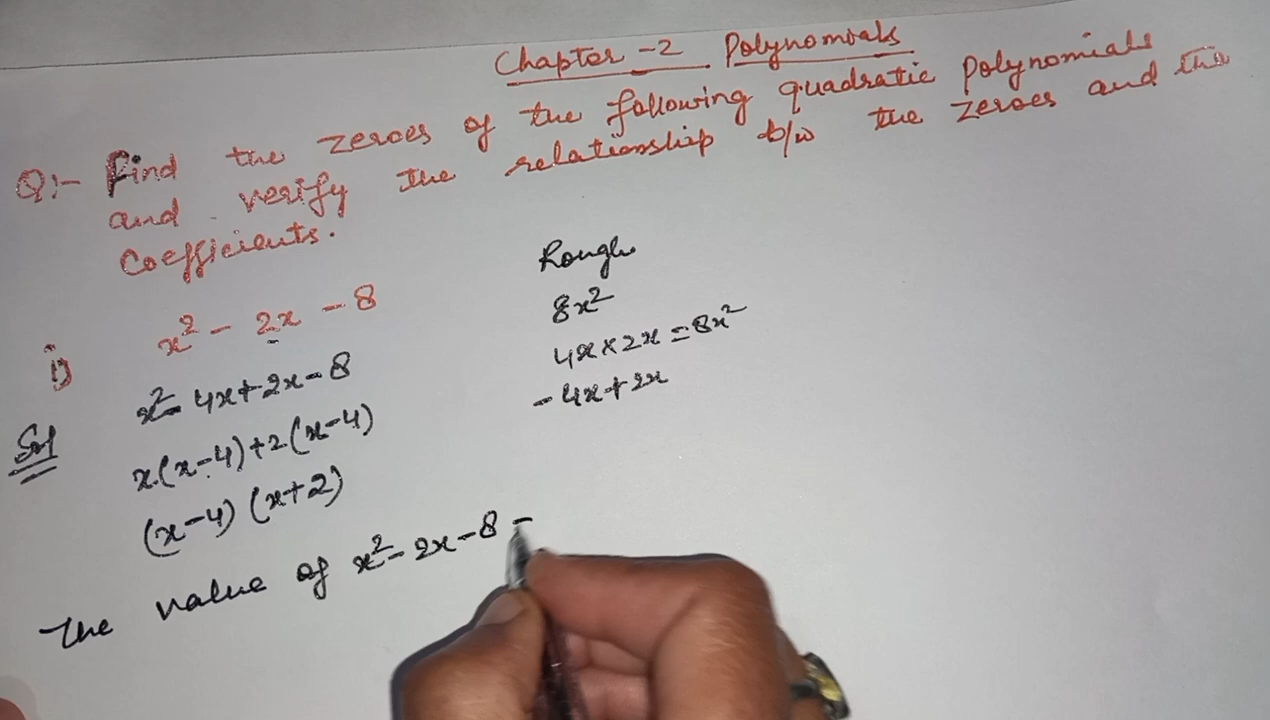 Chapter-2 Polynomials
Q:- Find the zeroes of the following quadratic polynomials
and verify the relationship b/w the zeroes and the
Coefficients.
i) x² - 2x - 8
Sol x² - 4x + 2x - 8
x(x-4)+2(x-4)
(x-4) (x+2)
The value of x² - 2x - 8 =
Rough
8x²
4x × 2x = 8x²
- 4x + 2x